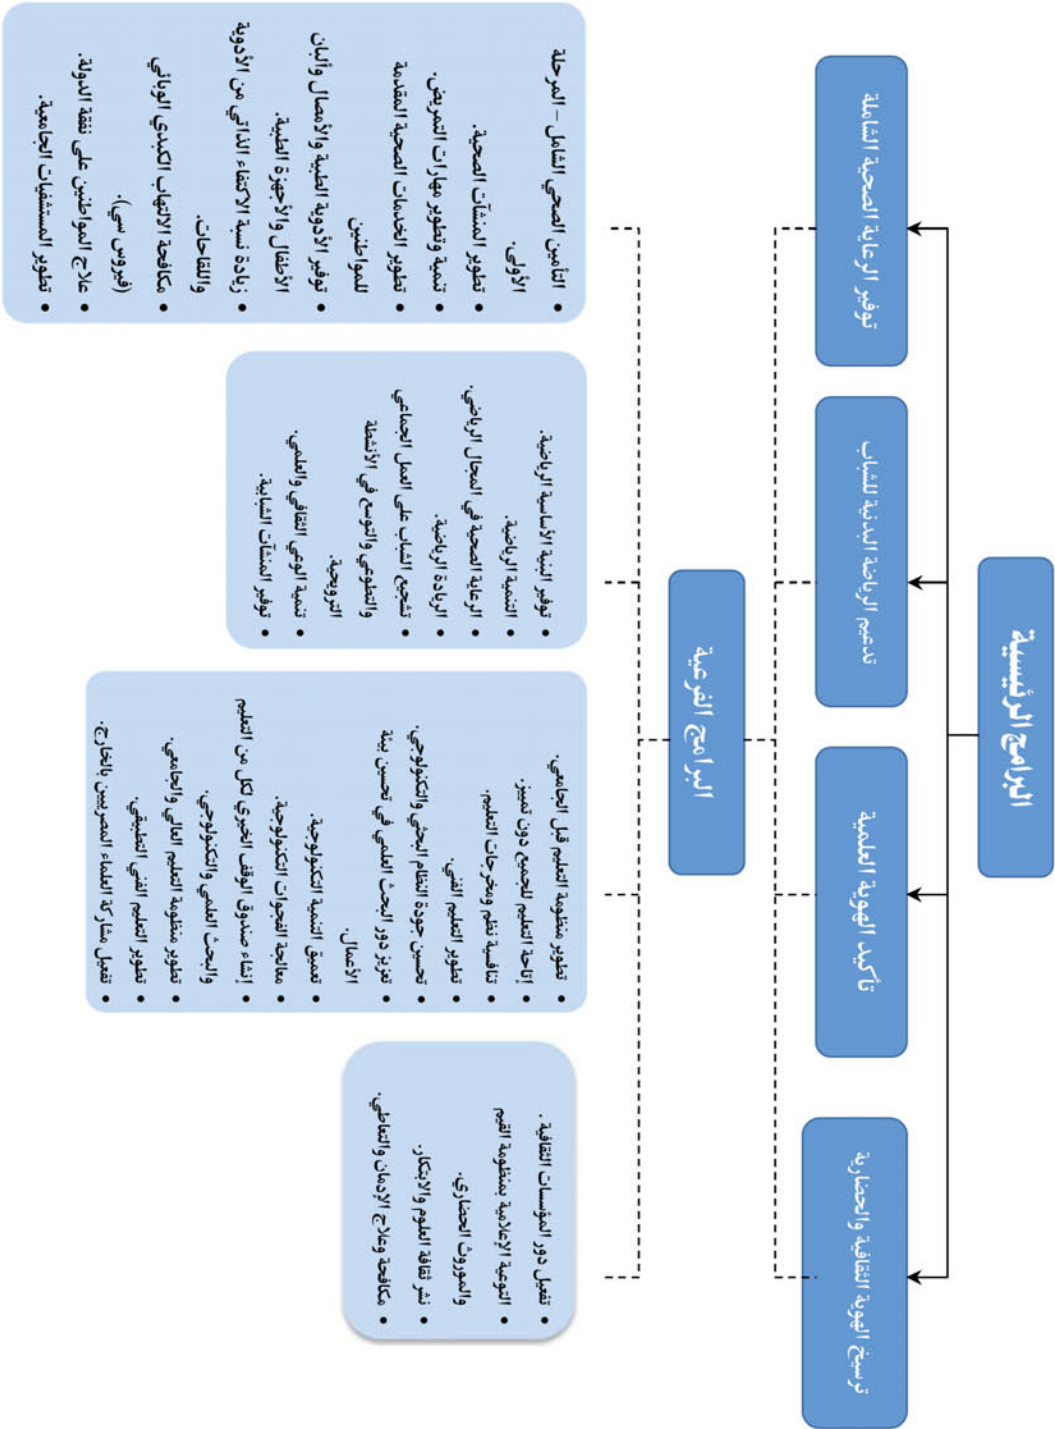 البرامج الرئيسية
توفير الرعاية الصحية الشاملة
تدعيم الرياضة البدنية للشباب
تأكيد الهوية العلمية
ترسيخ الهوية الثقافية والحضارية
البرامج الفرعية
• التأمين الصحي الشامل – المرحلة
الأولى.
• تطوير المنشآت الصحية.
• تنمية وتطوير مهارات التمريض.
• تطوير الخدمات الصحية المقدمة
للمواطنين
• توفير الأدوية الطبية والأمصال وألبان
الأطفال والأجهزة الطبية.
• زيادة نسبة الاكتفاء الذاتي من الأدوية
واللقاحات.
• مكافحة الالتهاب الكبدي الوبائي
(فيروس سي).
• علاج المواطنين على نفقة الدولة.
• تطوير المستشفيات الجامعية.
• توفير البنية الأساسية الرياضية.
• التنمية الرياضية.
• الرعاية الصحية في المجال الرياضي.
• الريادة الرياضية.
• تشجيع الشباب على العمل الجماعي
والتطوعي والتوسع في الأنشطة
الترويحية.
• تنمية الوعي الثقافي والعلمي.
• توفير المنشآت الشبابية.
• تطوير منظومة التعليم قبل الجامعي.
• إتاحة التعليم للجميع دون تمييز.
• تنافسية نظم ومخرجات التعليم.
• تطوير التعليم الفني.
• تحسين جودة النظام البحثي والتكنولوجي.
• تعزيز دور البحث العلمي في تحسين بيئة
الأعمال.
• تعميق التنمية التكنولوجية.
• معالجة الفجوات التكنولوجية.
• إنشاء صندوق الوقف الخيري لكل من التعليم
والبحث العلمي والتكنولوجي.
• تطوير منظومة التعليم العالي والجامعي.
• تطوير التعليم الفني التطبيقي.
• تفعيل مشاركة العلماء المصريين بالخارج.
• تفعيل دور المؤسسات الثقافية .
• التوعية الإعلامية بمنظومة القيم
والموروث الحضاري.
• نشر ثقافة العلوم والابتكار.
• مكافحة وعلاج الإدمان والتعاطي.